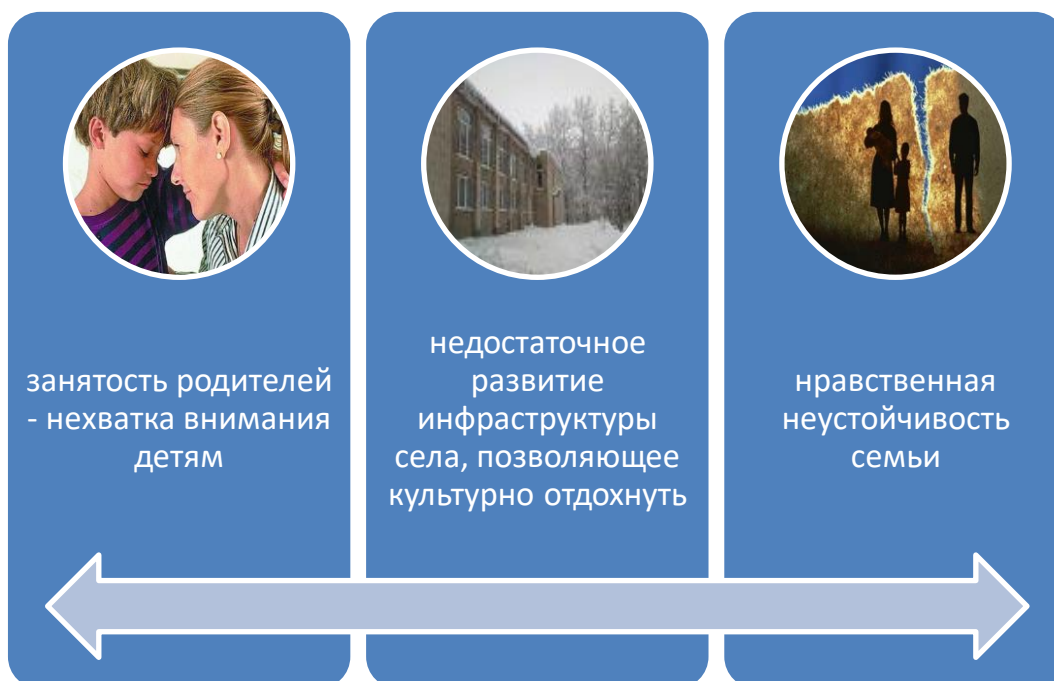 занятость родителей
- нехватка внимания
детям
недостаточное
развитие
инфраструктуры
села, позволяющее
культурно отдохнуть
нравственная
неустойчивость
семьи